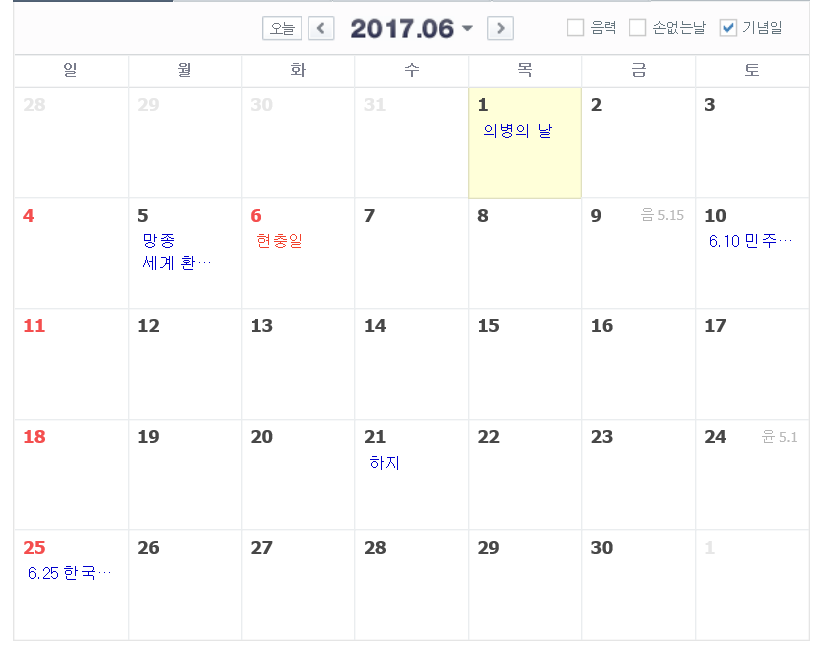 오늘 < 2017.06 > 음력 손없는날 기념일
일 월 화 수 목 금 토
28 29 30 31 1 2 3
의병의 날
4 5 6 7 8 9 음 5.15 10
망종 현충일 6.10 민주…
세계 환…
11 12 13 14 15 16 17
18 19 20 21 22 23 24 윤 5.1
하지
25 26 27 28 29 30 1
6.25 한국…